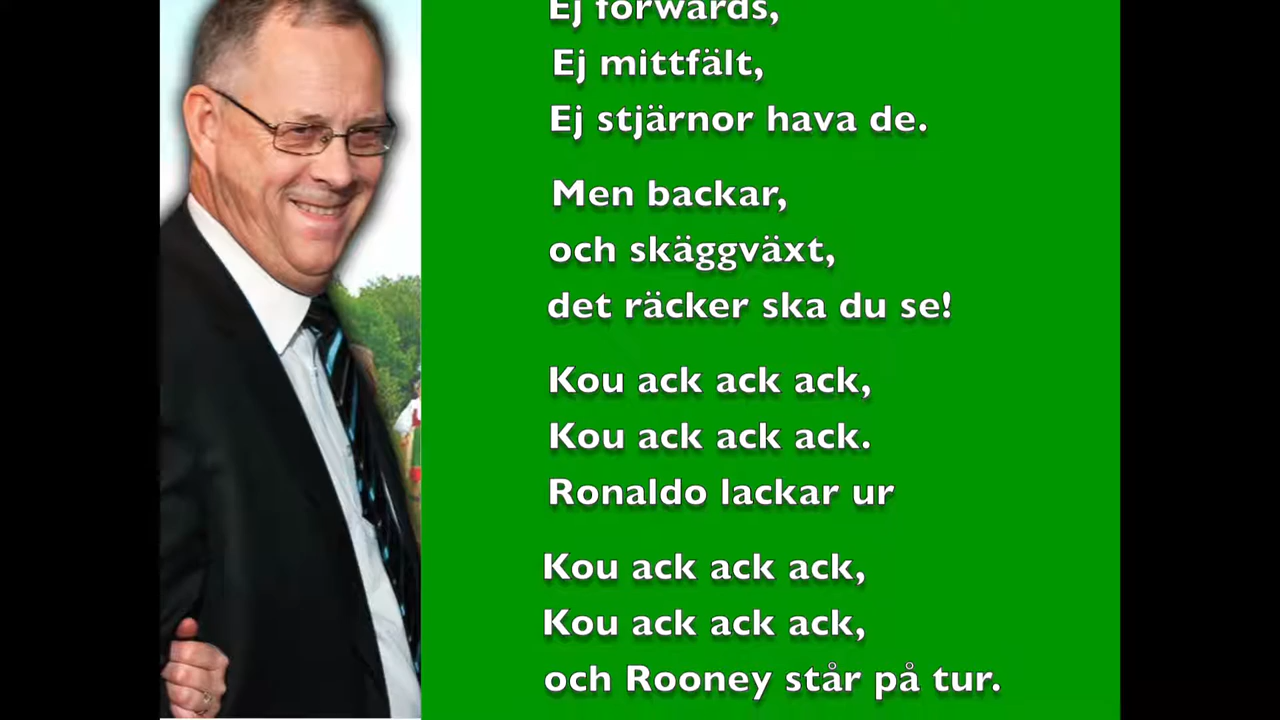 Ej forwards,
Ej mittfält,
Ej stjärnor hava de.
Men backar,
och skäggväxt,
det räcker ska du se!
Kou ack ack ack,
Kou ack ack ack.
Ronaldo lackar ur
Kou ack ack ack,
Kou ack ack ack,
och Rooney står på tur.